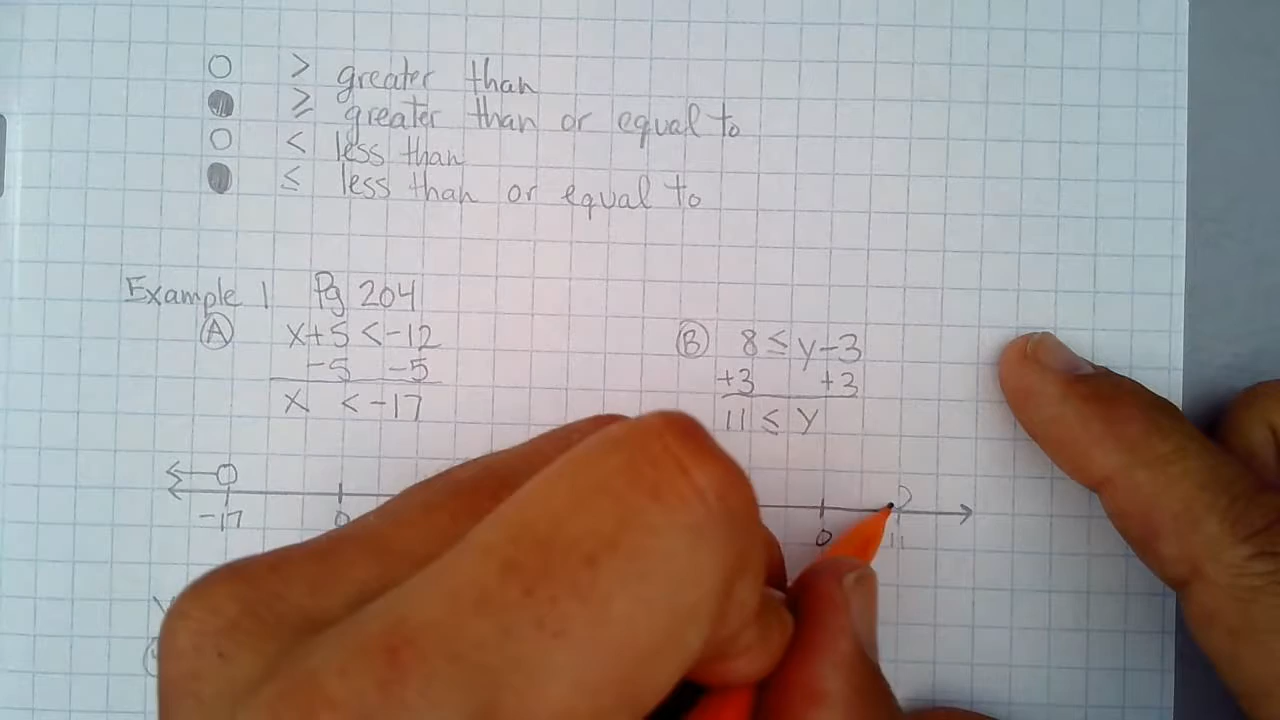 > greater than
≥ greater than or equal to
< less than
≤ less than or equal to
Example 1 Pg 204
Ⓐ x+5 <-12
-5 -5
x < -17
-17 0
Ⓑ 8 ≤ y-3
+3 +3
11 ≤ y
0 11